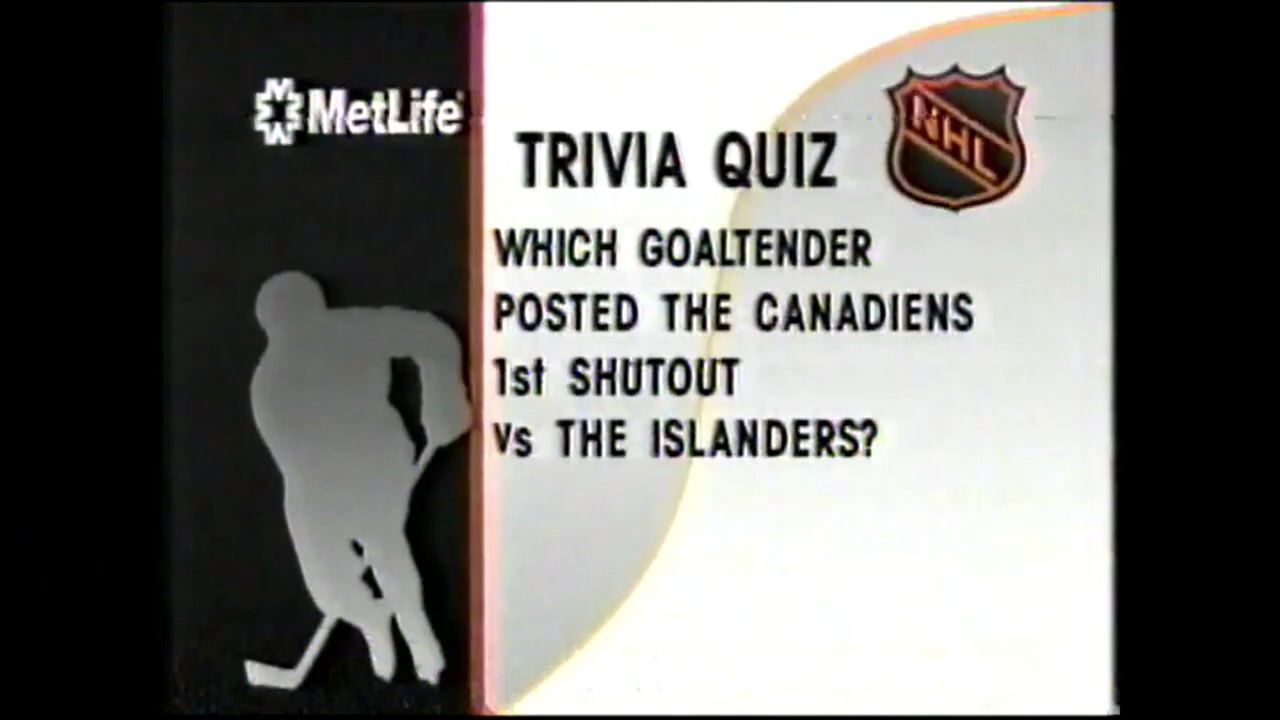 MetLife
TRIVIA QUIZ
NHL
WHICH GOALTENDER
POSTED THE CANADIENS
1st SHUTOUT
vs THE ISLANDERS?